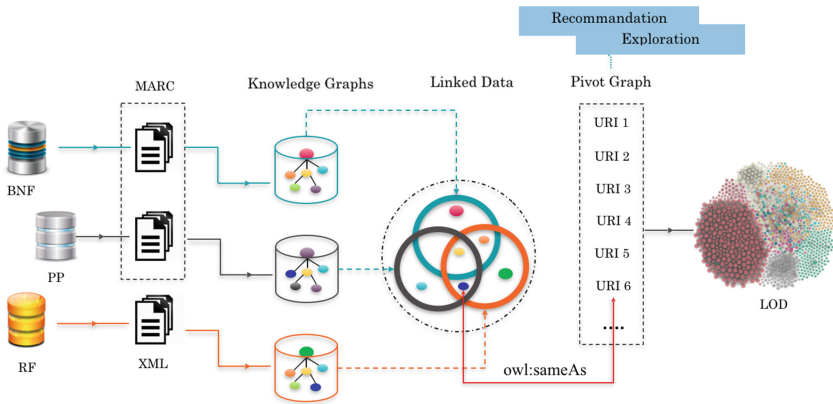 Recommandation
Exploration
MARC
Knowledge Graphs
Linked Data
Pivot Graph
BNF
PP
RF
XML
URI 1
URI 2
URI 3
URI 4
URI 5
URI 6
....
owl:sameAs
LOD